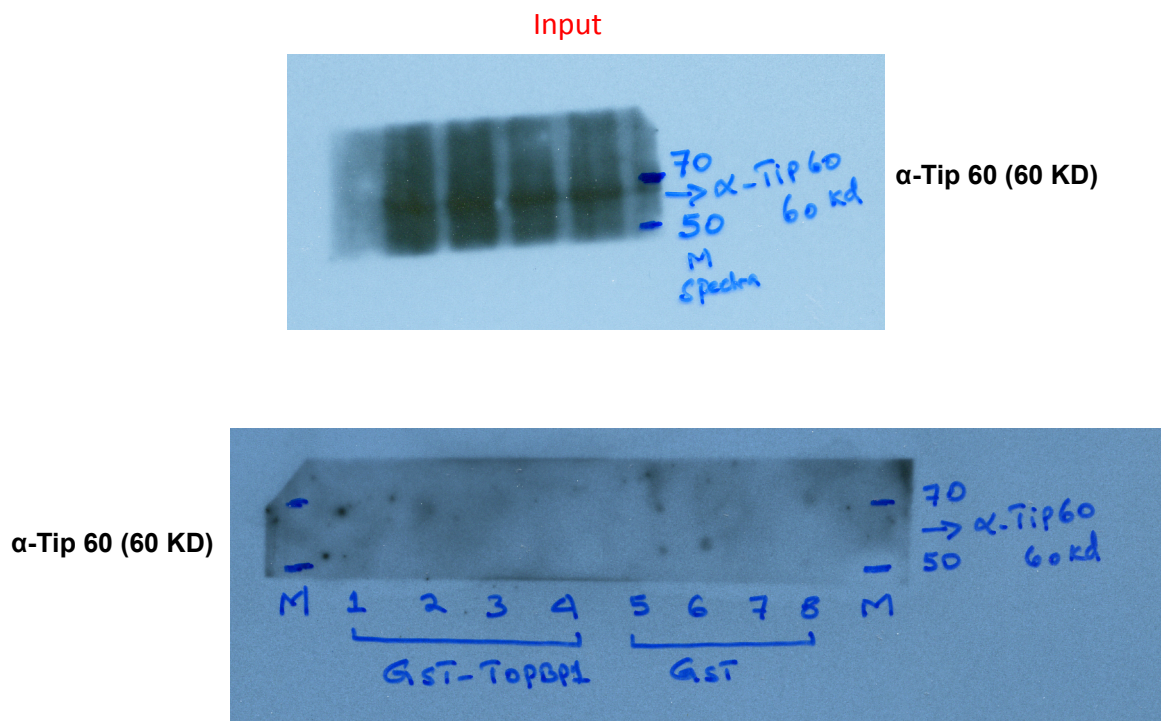 Input
70
→ α-Tip60
60 kd
50
M
Spectra
α-Tip 60 (60 KD)
α-Tip 60 (60 KD)
70
→ α-Tip60
50 60 kd
M 1 2 3 4 5 6 7 8 M
GST-TopBP1 GST